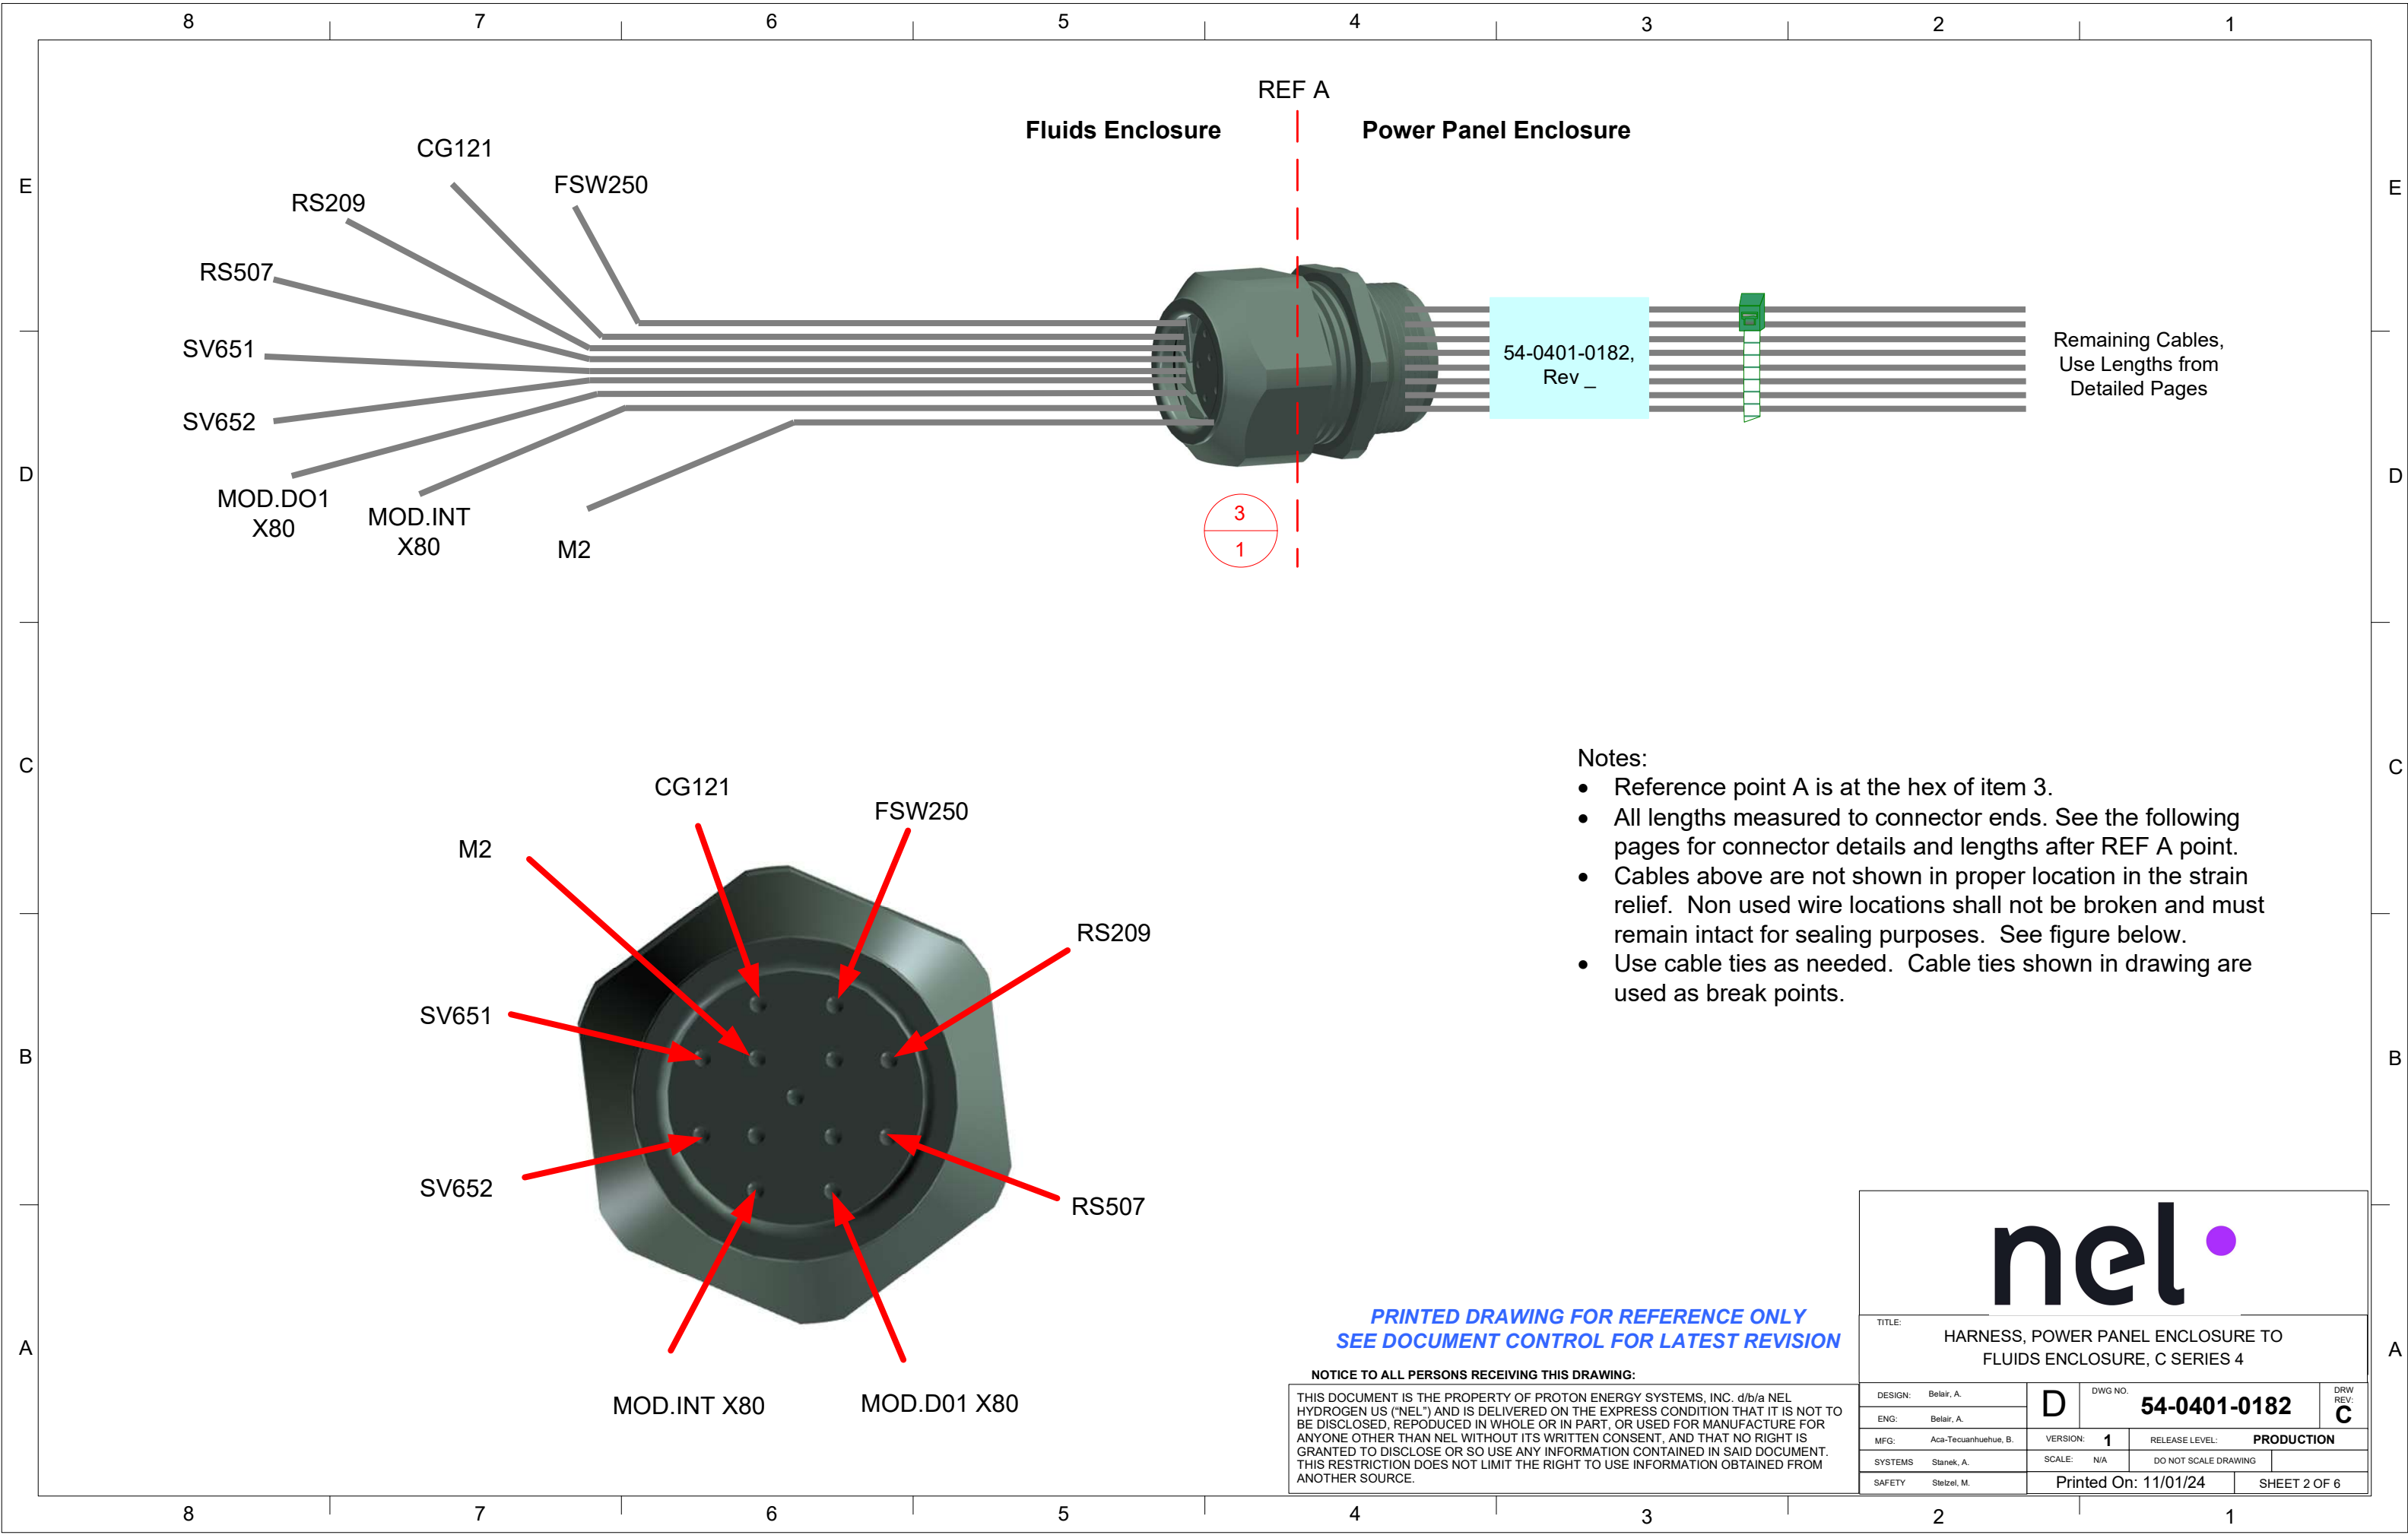 8 7 6 5 4 3 2 1
REF A
Fluids Enclosure
Power Panel Enclosure
CG121
FSW250
RS209
RS507
SV651
SV652
MOD.DO1
X80
MOD.INT
X80
M2
54-0401-0182,
Rev _
Remaining Cables,
Use Lengths from
Detailed Pages
3
1
E
E
D
D
C
C
B
B
A
A
Notes:
• Reference point A is at the hex of item 3.
• All lengths measured to connector ends. See the following
pages for connector details and lengths after REF A point.
• Cables above are not shown in proper location in the strain
relief. Non used wire locations shall not be broken and must
remain intact for sealing purposes. See figure below.
• Use cable ties as needed. Cable ties shown in drawing are
used as break points.
CG121
FSW250
M2
RS209
SV651
SV652
RS507
MOD.INT X80
MOD.D01 X80
PRINTED DRAWING FOR REFERENCE ONLY
SEE DOCUMENT CONTROL FOR LATEST REVISION
NOTICE TO ALL PERSONS RECEIVING THIS DRAWING:
THIS DOCUMENT IS THE PROPERTY OF PROTON ENERGY SYSTEMS, INC. d/b/a NEL
HYDROGEN US (“NEL”) AND IS DELIVERED ON THE EXPRESS CONDITION THAT IT IS NOT TO
BE DISCLOSED, REPODUCED IN WHOLE OR IN PART, OR USED FOR MANUFACTURE FOR
ANYONE OTHER THAN NEL WITHOUT ITS WRITTEN CONSENT, AND THAT NO RIGHT IS
GRANTED TO DISCLOSE OR SO USE ANY INFORMATION CONTAINED IN SAID DOCUMENT.
THIS RESTRICTION DOES NOT LIMIT THE RIGHT TO USE INFORMATION OBTAINED FROM
ANOTHER SOURCE.
nel
TITLE:
HARNESS, POWER PANEL ENCLOSURE TO
FLUIDS ENCLOSURE, C SERIES 4
DESIGN: Belair, A.
ENG: Belair, A.
MFG: Aca-Tecuanhuehue, B.
SYSTEMS Stanek, A.
SAFETY Stelzel, M.
D
DWG NO.
54-0401-0182
DRW
REV:
C
VERSION: 1
RELEASE LEVEL: PRODUCTION
SCALE: N/A
DO NOT SCALE DRAWING
Printed On: 11/01/24
SHEET 2 OF 6
8 7 6 5 4 3 2 1